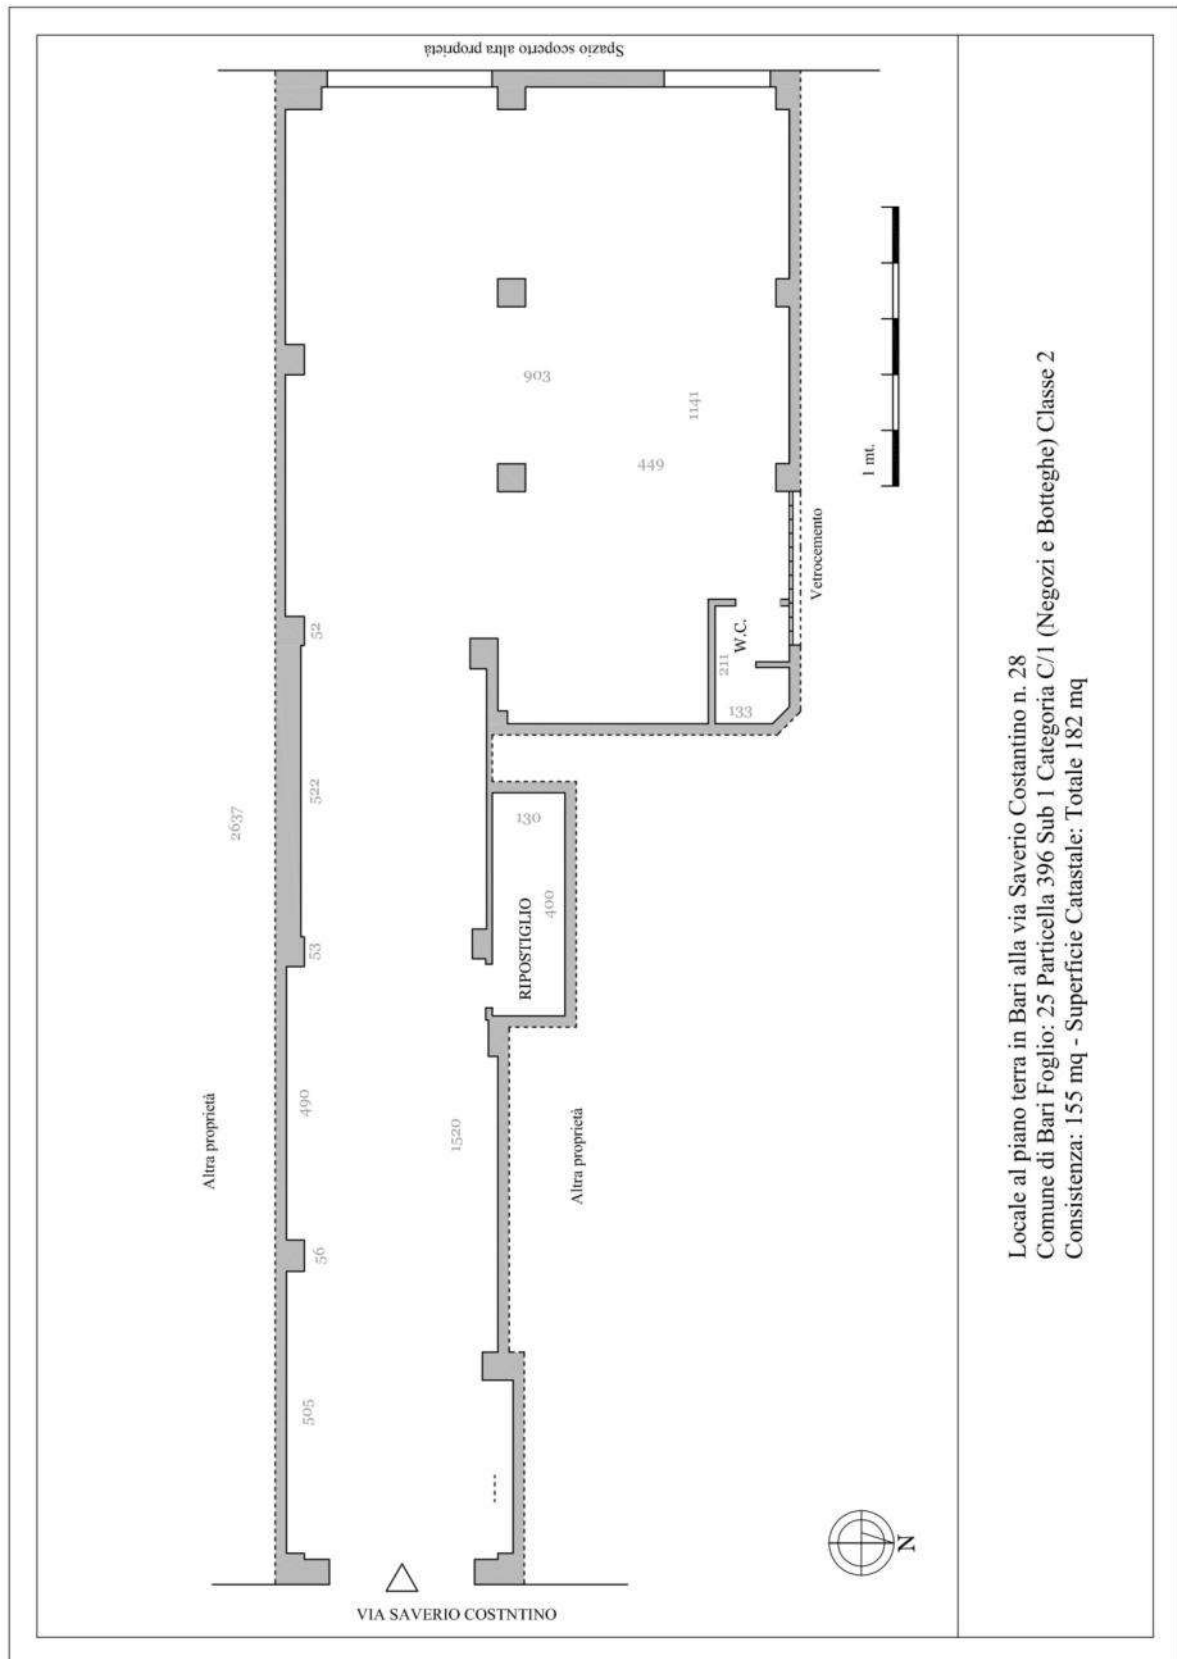 Spazio scoperto altra proprietà
903
1141
449
1 mt.
Vetrocemento
52
W.C.
211
133
2637
522
130
400
RIPOSTIGLIO
53
Altra proprietà
490
1520
Altra proprietà
56
505
N
VIA SAVERIO COSTNTINO
Locale al piano terra in Bari alla via Saverio Costantino n. 28
Comune di Bari Foglio: 25 Particella 396 Sub 1 Categoria C/1 (Negozi e Botteghe) Classe 2
Consistenza: 155 mq - Superficie Catastale: Totale 182 mq